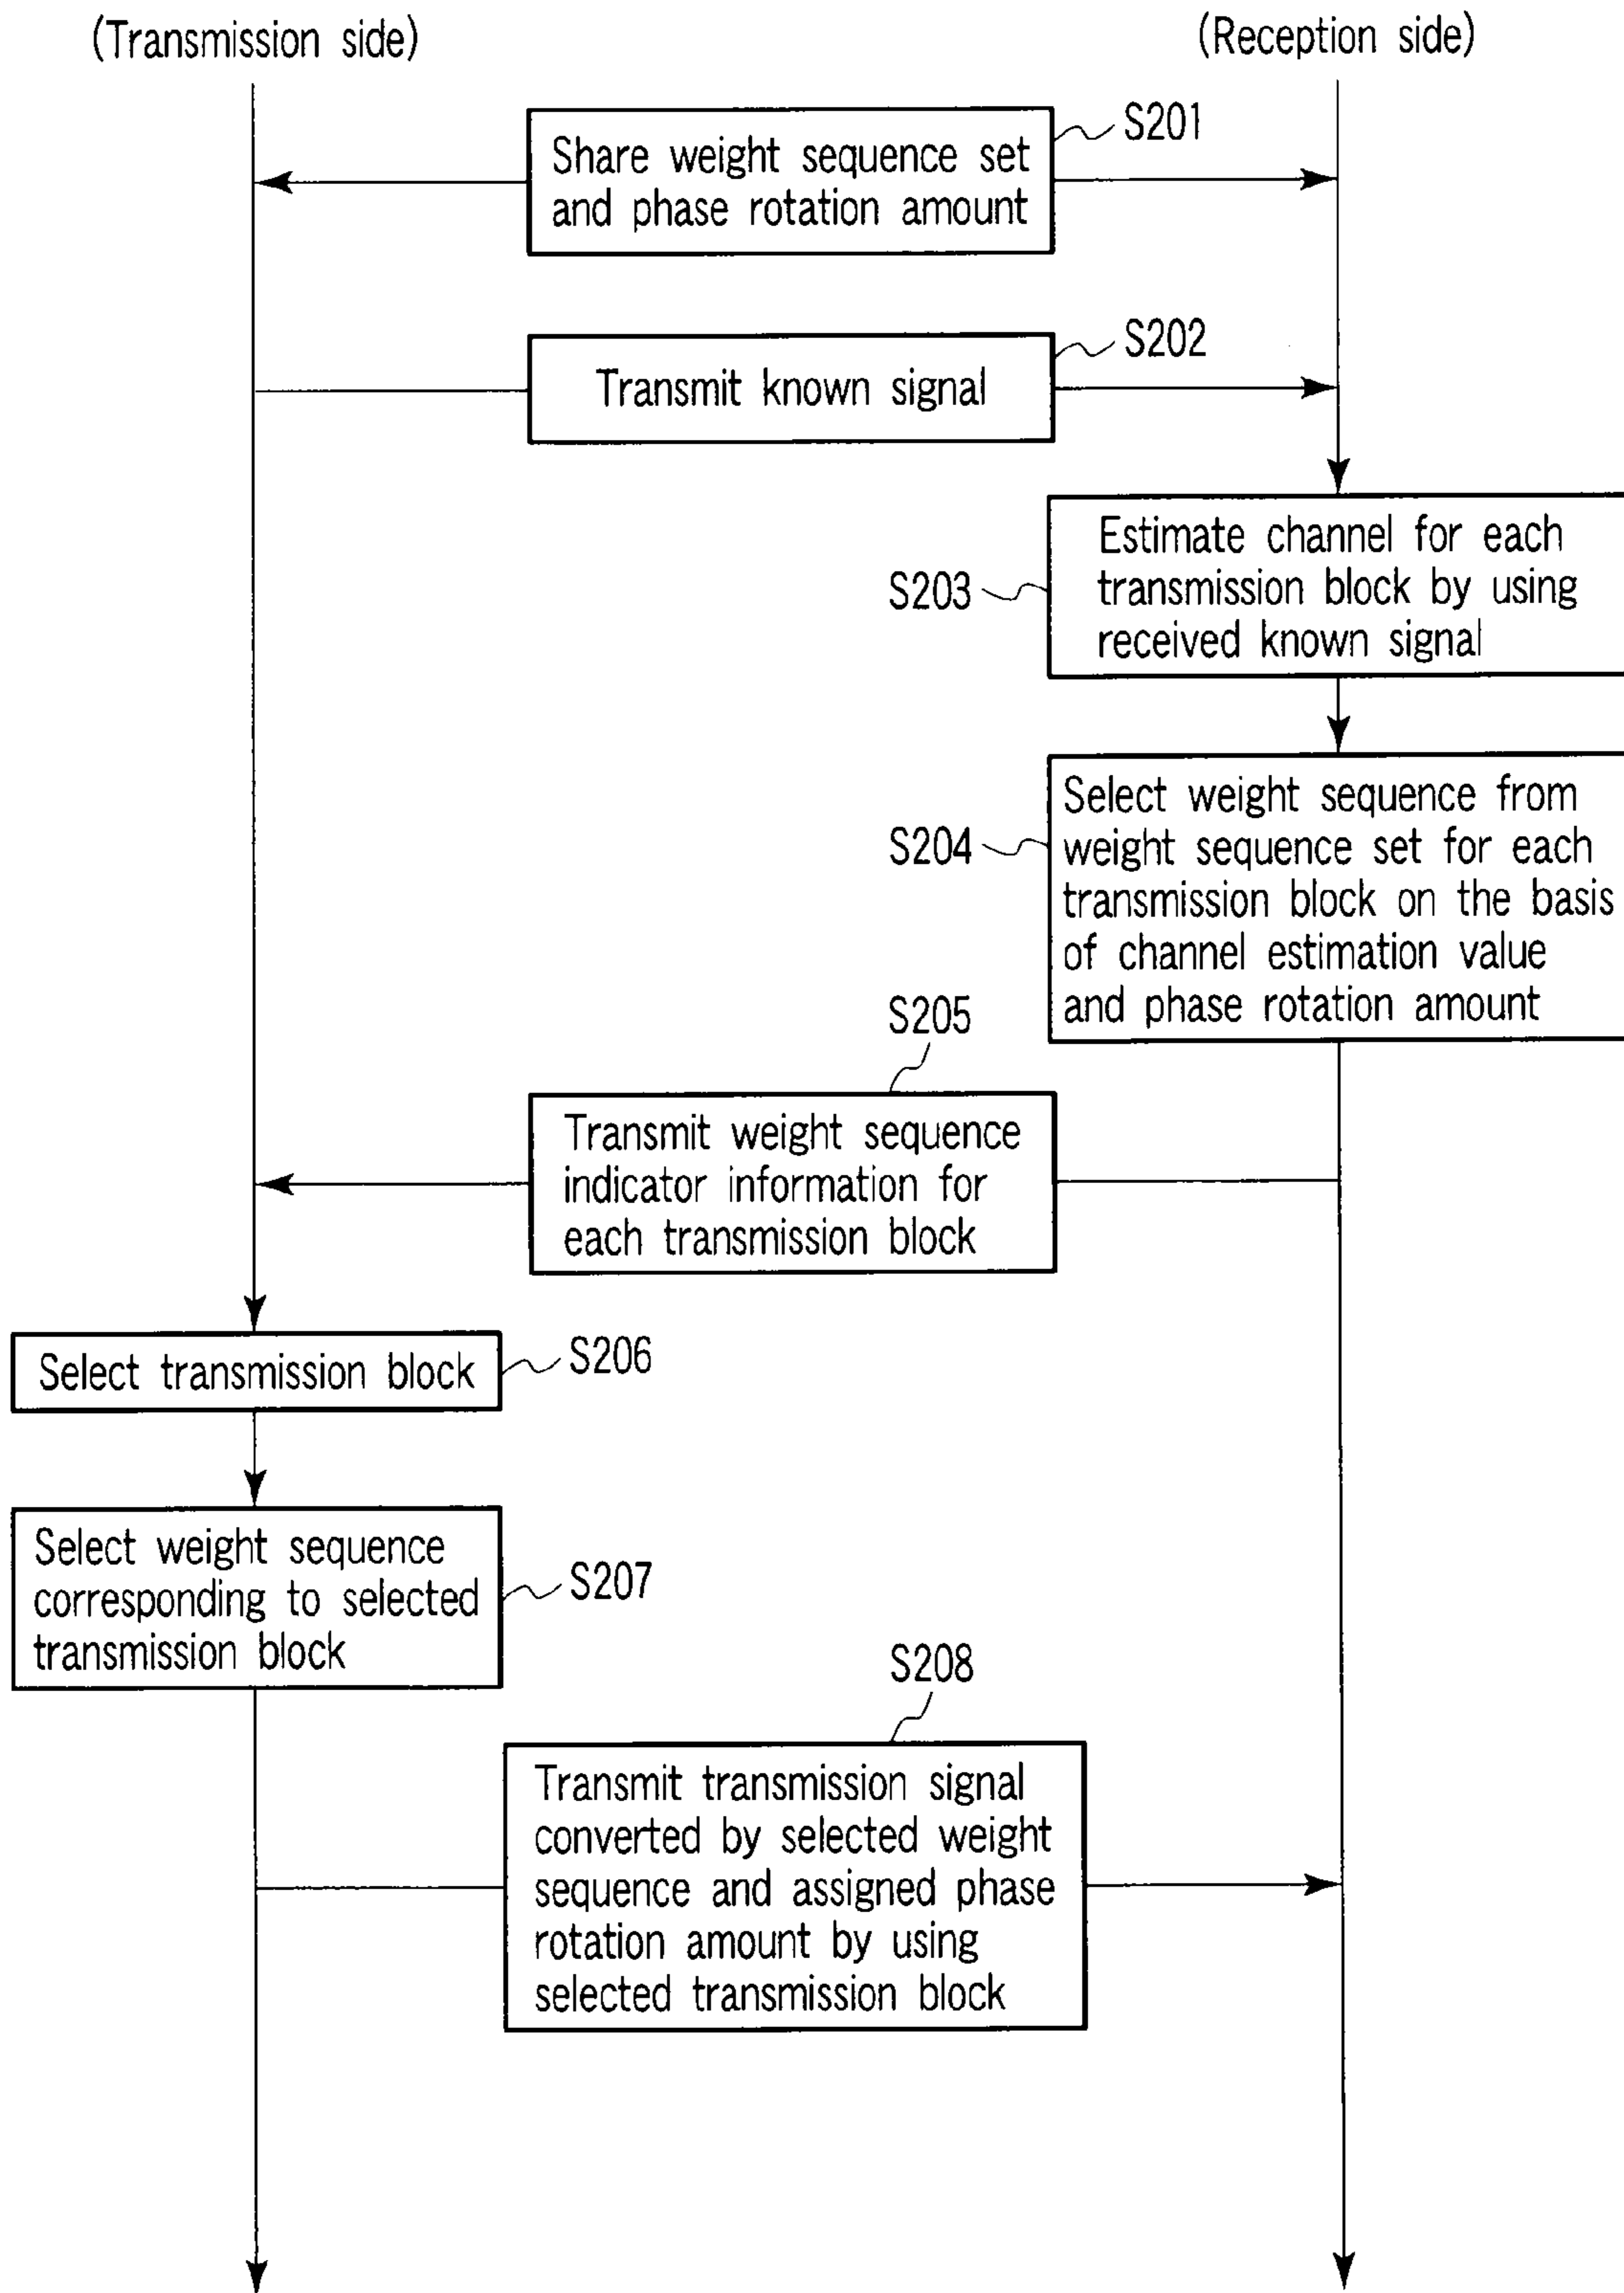 (Transmission side)
(Reception side)
S201
Share weight sequence set
and phase rotation amount
S202
Transmit known signal
S203
Estimate channel for each
transmission block by using
received known signal
S204
Select weight sequence from
weight sequence set for each
transmission block on the basis
of channel estimation value
and phase rotation amount
S205
Transmit weight sequence
indicator information for
each transmission block
Select transmission block
S206
Select weight sequence
corresponding to selected
transmission block
S207
S208
Transmit transmission signal
converted by selected weight
sequence and assigned phase
rotation amount by using
selected transmission block